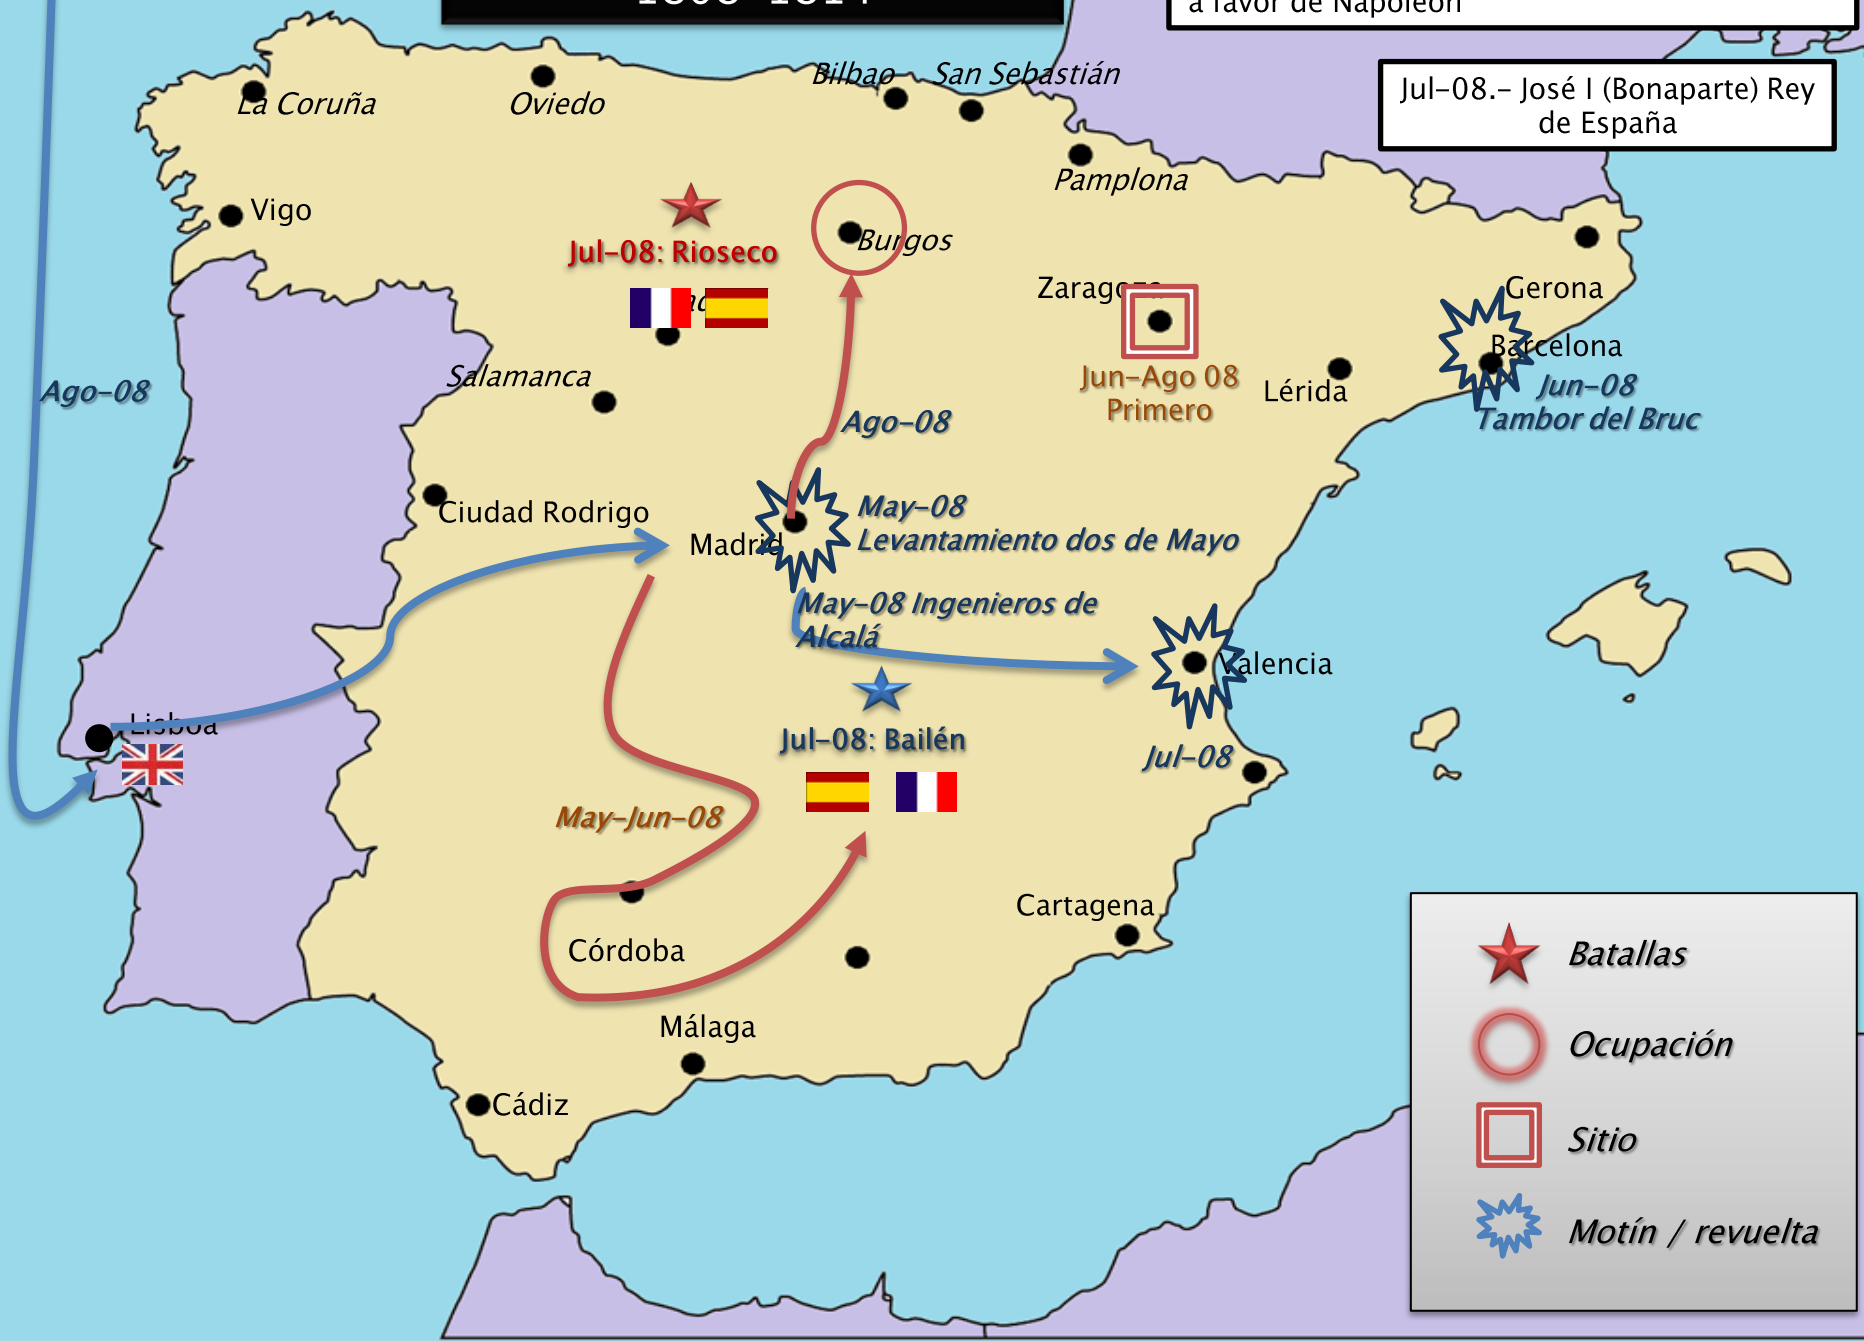 1808-1814
a favor de Napoleón
Jul-08.- José I (Bonaparte) Rey
de España
La Coruña
Oviedo
Bilbao
San Sebastián
Pamplona
Vigo
Burgos
Jul-08: Rioseco
Zaragoza
Gerona
Barcelona
Jun-08
Tambor del Bruc
Lérida
Jun-Ago 08
Primero
Salamanca
Ago-08
Ago-08
Ciudad Rodrigo
Madrid
May-08
Levantamiento dos de Mayo
May-08 Ingenieros de
Alcalá
Valencia
Lisboa
Jul-08: Bailén
Jul-08
May-Jun-08
Córdoba
Cartagena
Málaga
Cádiz
Batallas
Ocupación
Sitio
Motín / revuelta